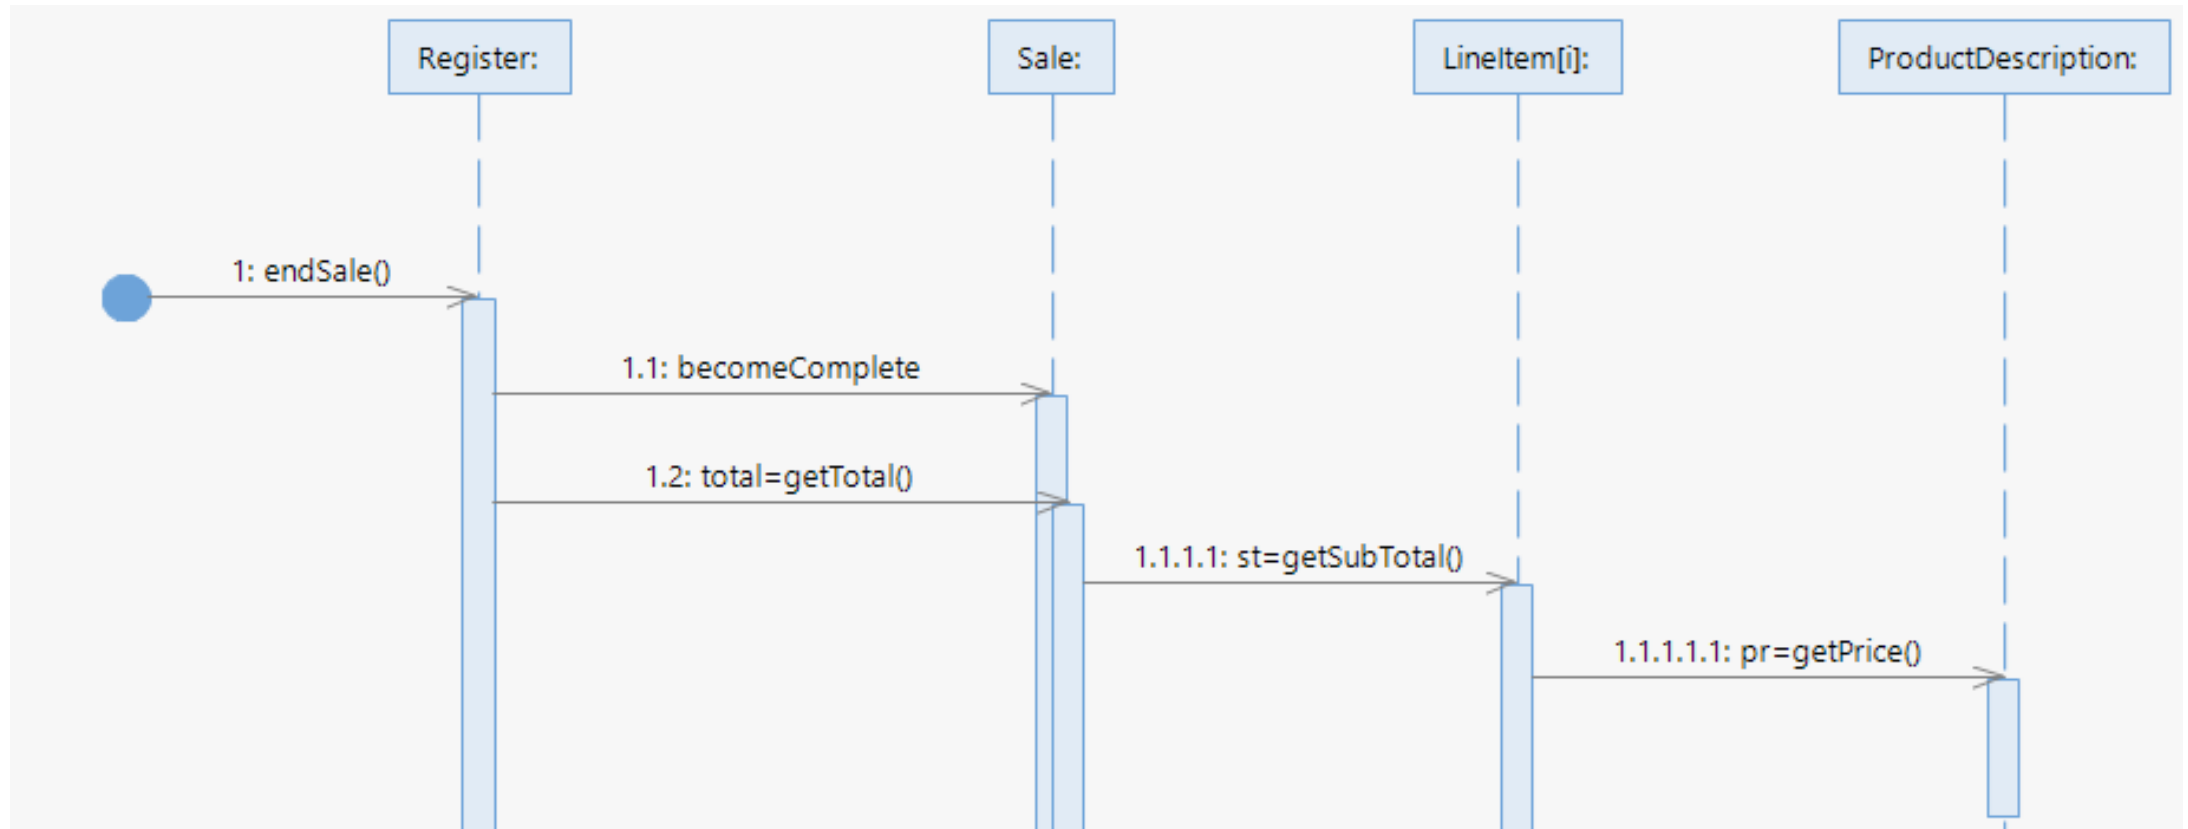 Register:
Sale:
LineItem[i]:
ProductDescription:
1: endSale()
1.1: becomeComplete
1.2: total=getTotal()
1.1.1.1: st=getSubTotal()
1.1.1.1.1: pr=getPrice()